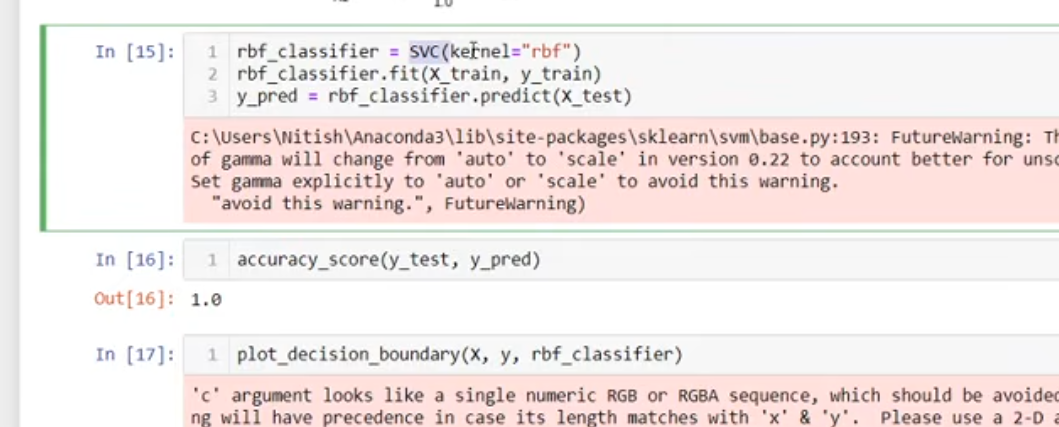 1.0
In [15]:
1 rbf_classifier = SVC(kernel="rbf")
2 rbf_classifier.fit(X_train, y_train)
3 y_pred = rbf_classifier.predict(X_test)
C:\Users\Nitish\Anaconda3\lib\site-packages\sklearn\svm\base.py:193: FutureWarning:
of gamma will change from 'auto' to 'scale' in version 0.22 to account better for
Set gamma explicitly to 'auto' or 'scale' to avoid this warning.
"avoid this warning.", FutureWarning)
In [16]:
1 accuracy_score(y_test, y_pred)
Out[16]: 1.0
In [17]:
1 plot_decision_boundary(X, y, rbf_classifier)
'c' argument looks like a single numeric RGB or RGBA sequence, which should be avoided
ng will have precedence in case its length matches with 'x' & 'y'. Please use a 2-D